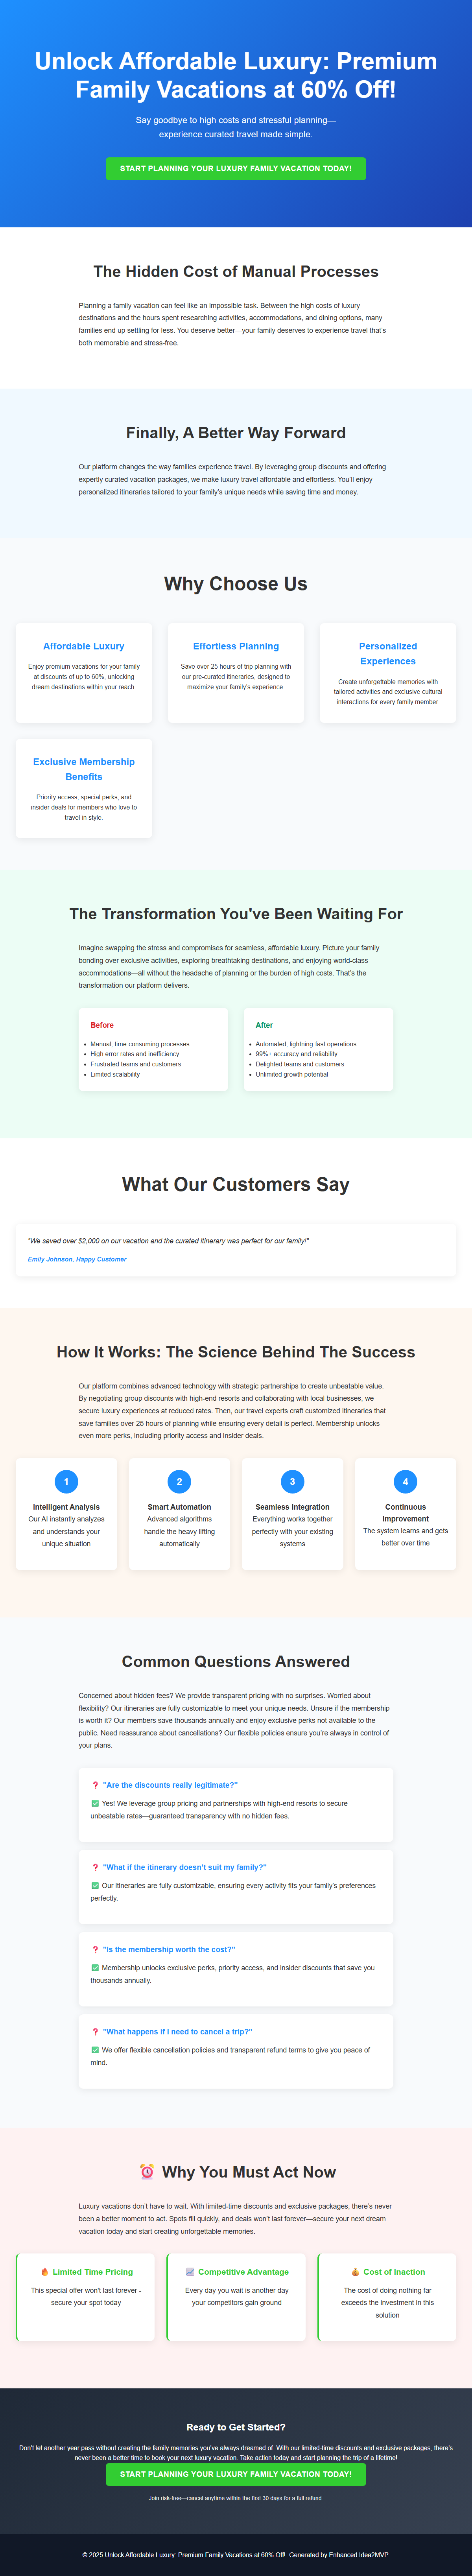 Unlock Affordable Luxury: Premium
Family Vacations at 60% Off!
Say goodbye to high costs and stressful planning—
experience curated travel made simple.
START PLANNING YOUR LUXURY FAMILY VACATION TODAY!
The Hidden Cost of Manual Processes
Planning a family vacation can feel like an impossible task. Between the high costs of luxury
destinations and the hours spent researching activities, accommodations, and dining options, many
families end up settling for less. You deserve better—your family deserves to experience travel that's
both memorable and stress-free.
Finally, A Better Way Forward
Our platform changes the way families experience travel. By leveraging group discounts and offering
expertly curated vacation packages, we make luxury travel affordable and effortless. You'll enjoy
personalized itineraries tailored to your family's unique needs while saving time and money.
Why Choose Us
Affordable Luxury
Enjoy premium vacations for your family
at discounts of up to 60%, unlocking
dream destinations within your reach.
Effortless Planning
Save over 25 hours of trip planning with
our pre-curated itineraries, designed to
maximize your family's experience.
Personalized
Experiences
Create unforgettable memories with
tailored activities and exclusive cultural
interactions for every family member.
Exclusive Membership
Benefits
Priority access, special perks, and
insider deals for members who love to
travel in style.
The Transformation You've Been Waiting For
Imagine swapping the stress and compromises for seamless, affordable luxury. Picture your family
bonding over exclusive activities, exploring breathtaking destinations, and enjoying world-class
accommodations—all without the headache of planning or the burden of high costs. That's the
transformation our platform delivers.
Before
• Manual, time-consuming processes
• High error rates and inefficiency
• Frustrated teams and customers
• Limited scalability
After
• Automated, lightning-fast operations
• 99%+ accuracy and reliability
• Delighted teams and customers
• Unlimited growth potential
What Our Customers Say
"We saved over $2,000 on our vacation and the curated itinerary was perfect for our family!"
Emily Johnson, Happy Customer
How It Works: The Science Behind The Success
Our platform combines advanced technology with strategic partnerships to create unbeatable value.
By negotiating group discounts with high-end resorts and collaborating with local businesses, we
secure luxury experiences at reduced rates. Then, our travel experts craft customized itineraries that
save families over 25 hours of planning while ensuring every detail is perfect. Membership unlocks
even more perks, including priority access and insider deals.
1
Intelligent Analysis
Our AI instantly analyzes
and understands your
unique situation
2
Smart Automation
Advanced algorithms
handle the heavy lifting
automatically
3
Seamless Integration
Everything works together
perfectly with your existing
systems
4
Continuous
Improvement
The system learns and gets
better over time
Common Questions Answered
Concerned about hidden fees? We provide transparent pricing with no surprises. Worried about
flexibility? Our itineraries are fully customizable to meet your unique needs. Unsure if the membership
is worth it? Our members save thousands annually and enjoy exclusive perks not available to the
public. Need reassurance about cancellations? Our flexible policies ensure you're always in control of
your plans.
❓ "Are the discounts really legitimate?"
✅ Yes! We leverage group pricing and partnerships with high-end resorts to secure
unbeatable rates—guaranteed transparency with no hidden fees.
❓ "What if the itinerary doesn't suit my family?"
✅ Our itineraries are fully customizable, ensuring every activity fits your family's preferences
perfectly.
❓ "Is the membership worth the cost?"
✅ Membership unlocks exclusive perks, priority access, and insider discounts that save you
thousands annually.
❓ "What happens if I need to cancel a trip?"
✅ We offer flexible cancellation policies and transparent refund terms to give you peace of
mind.
⏰ Why You Must Act Now
Luxury vacations don't have to wait. With limited-time discounts and exclusive packages, there's never
been a better moment to act. Spots fill quickly, and deals won't last forever—secure your next dream
vacation today and start creating unforgettable memories.
🔥 Limited Time Pricing
This special offer won't last forever -
secure your spot today
📈 Competitive Advantage
Every day you wait is another day
your competitors gain ground
💰 Cost of Inaction
The cost of doing nothing far
exceeds the investment in this
solution
Ready to Get Started?
Don't let another year pass without creating the family memories you've always dreamed of. With our limited-time discounts and exclusive packages, there's
never been a better time to book your next luxury vacation. Take action today and start planning the trip of a lifetime!
START PLANNING YOUR LUXURY FAMILY VACATION TODAY!
Join risk-free—cancel anytime within the first 30 days for a full refund.
© 2025 Unlock Affordable Luxury: Premium Family Vacations at 60% Off!. Generated by Enhanced Idea2MVP.